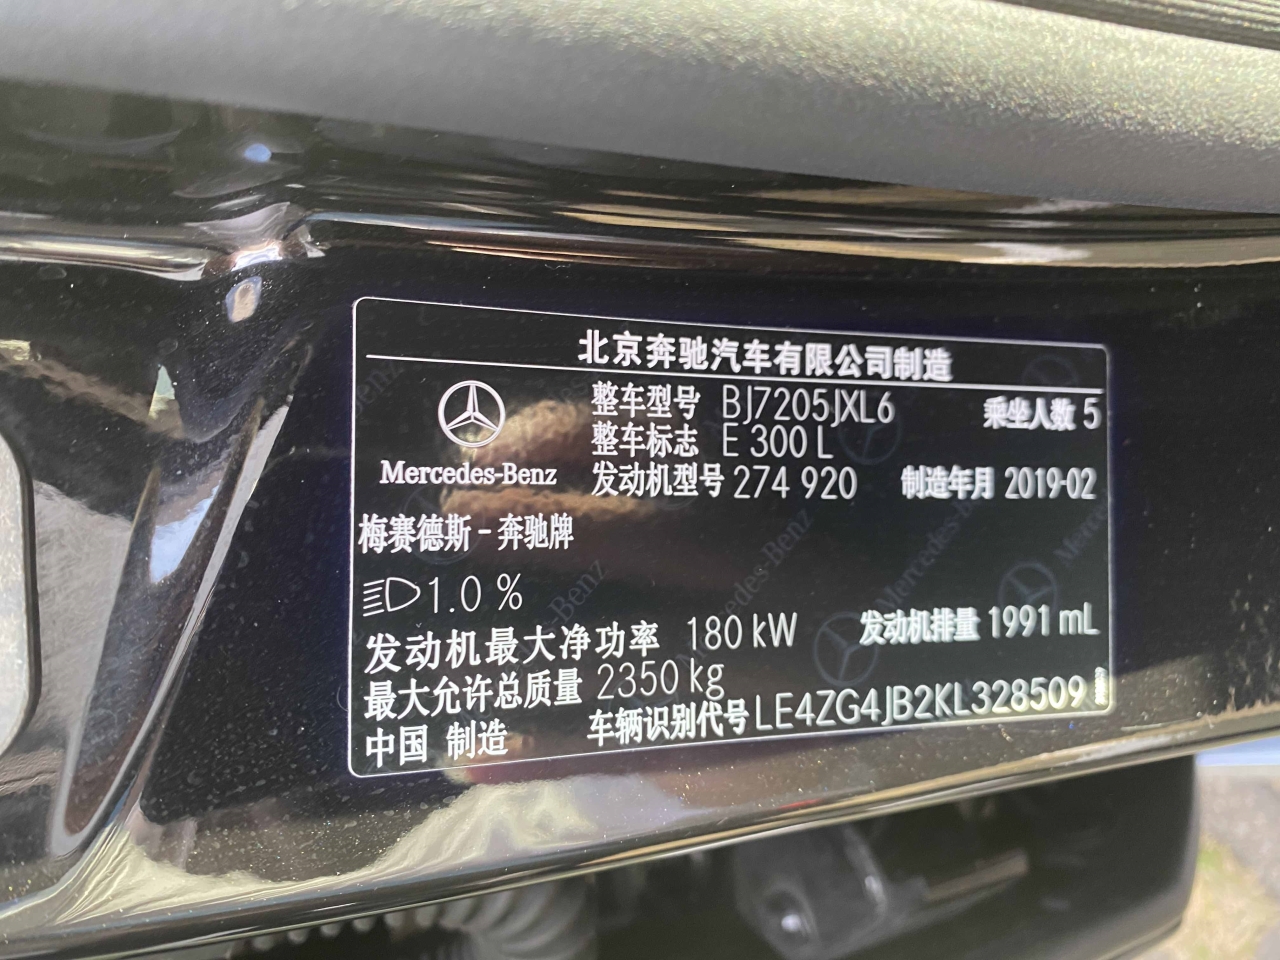 北京奔驰汽车有限公司制造
整车型号 BJ7205JXL6 乘坐人数 5
整车标志 E 300 L
发动机型号 274 920 制造年月 2019-02
Mercedes-Benz
梅赛德斯-奔驰牌
1.0 %
发动机最大净功率 180 kW 发动机排量 1991 mL
最大允许总质量 2350 kg
中国 制造 车辆识别代号 LE4ZG4JB2KL328509